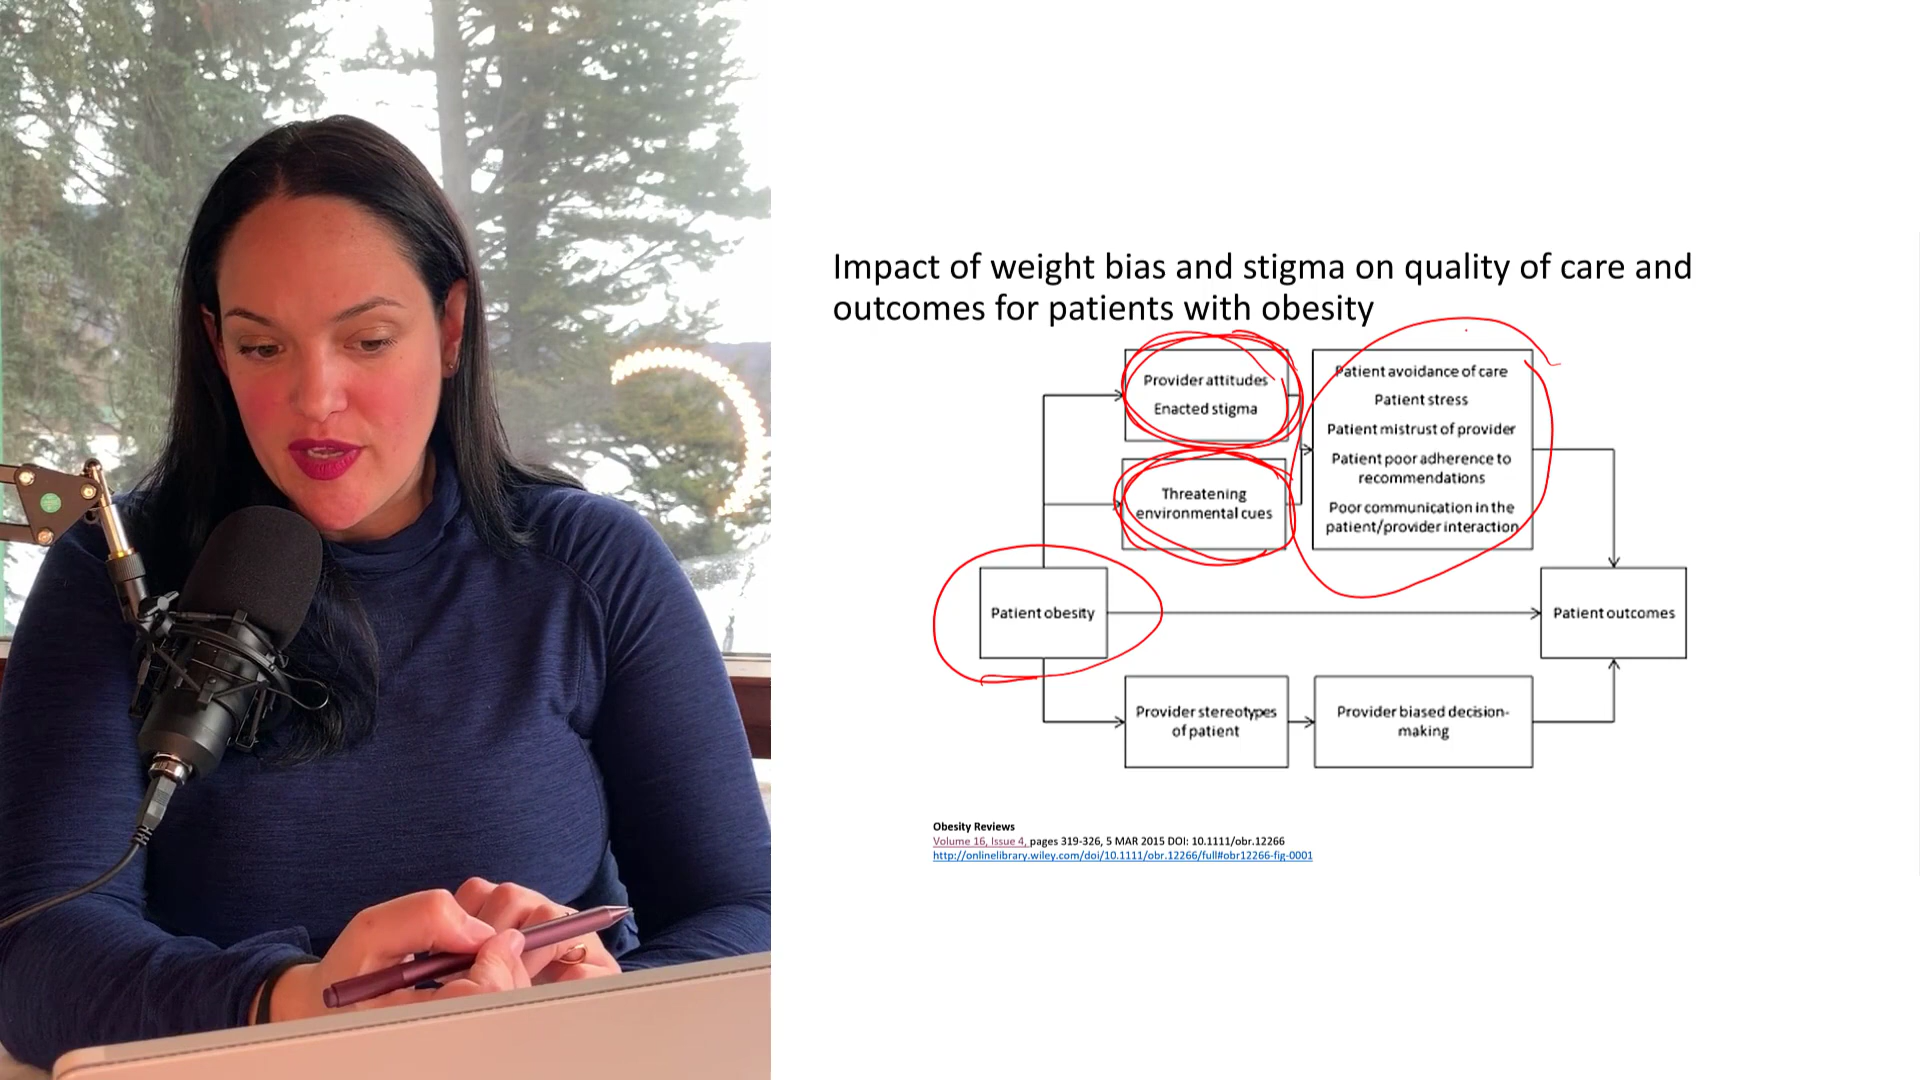 Impact of weight bias and stigma on quality of care and
outcomes for patients with obesity
Provider attitudes
Enacted stigma
Threatening
environmental cues
Patient avoidance of care
Patient stress
Patient mistrust of provider
Patient poor adherence to
recommendations
Poor communication in the
patient/provider interaction
Patient obesity
Patient outcomes
Provider stereotypes
of patient
Provider biased decision-
making
Obesity Reviews
Volume 16, Issue 4, pages 319-326, 5 MAR 2015 DOI: 10.1111/obr.12266
http://onlinelibrary.wiley.com/doi/10.1111/obr.12266/full#obr12266-fig-0001